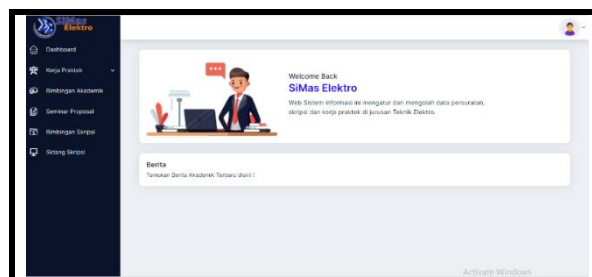 SiMas
Elektro
Dashboard
Kerja Praktek
Bimbingan Akademik
Seminar Proposal
Bimbingan Skripsi
Sidang Skripsi
Welcome Back
SiMas Elektro
Web Sistem Informasi ini mengatur dan mengolah data persuratan,
skripsi dan kerja praktek di jurusan Teknik Elektro.
Berita
Temukan Berita Akademik Terbaru disini !
Activate Windows